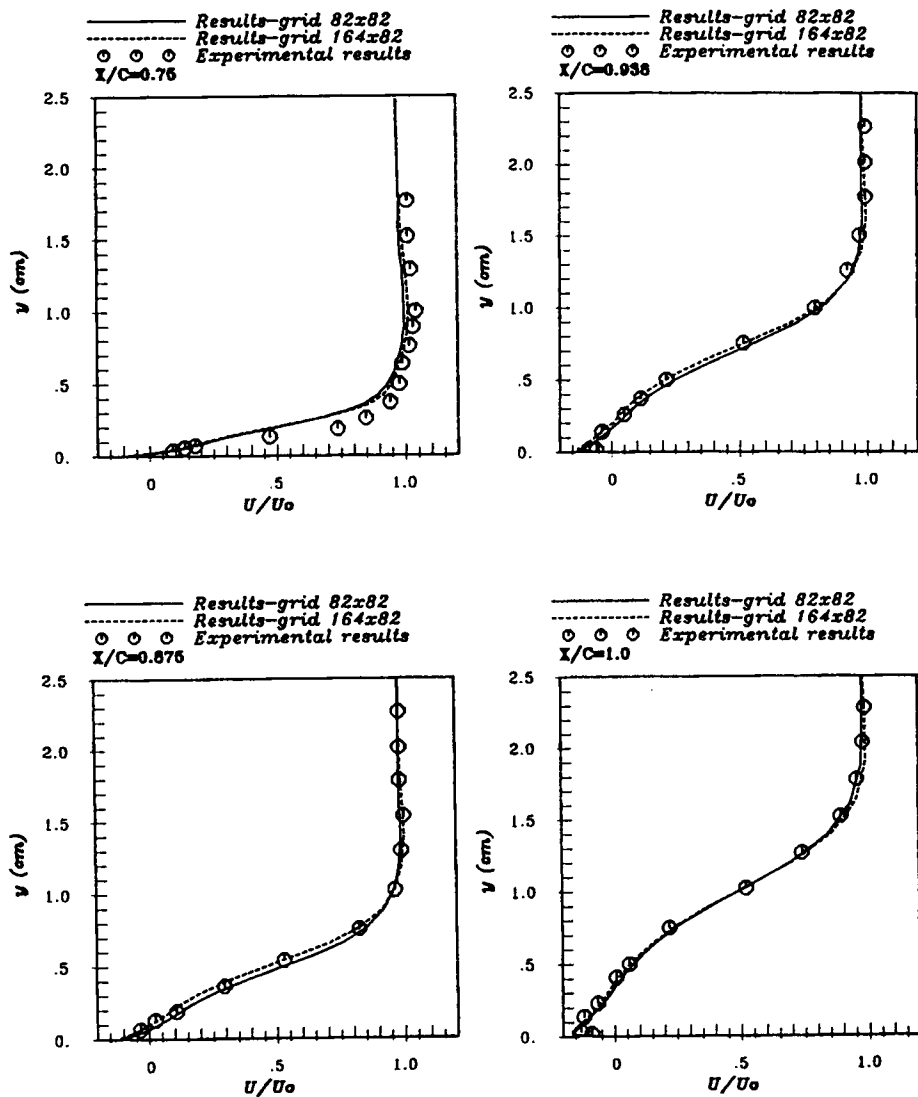 Results-grid 82x82
Results-grid 164x82
Experimental results
X/C=0.75
2.5
2.0
1.5
1.0
.5
0.
y (cm)
0 .5 1.0
U/Uo
Results-grid 82x82
Results-grid 164x82
Experimental results
X/C=0.938
2.5
2.0
1.5
1.0
.5
0.
y (cm)
0 .5 1.0
U/Uo
Results-grid 82x82
Results-grid 164x82
Experimental results
X/C=0.875
2.5
2.0
1.5
1.0
.5
0.
y (cm)
0 .5 1.0
U/Uo
Results-grid 82x82
Results-grid 164x82
Experimental results
X/C=1.0
2.5
2.0
1.5
1.0
.5
0.
y (cm)
0 .5 1.0
U/Uo